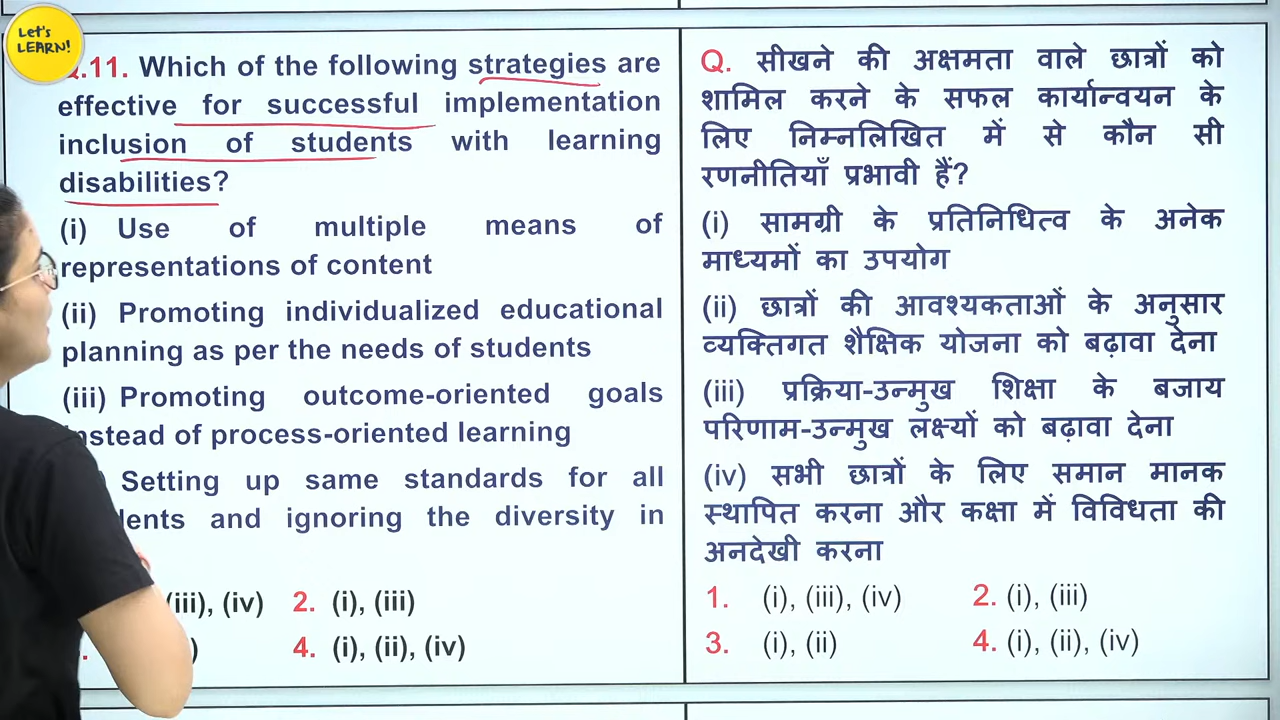 Let's
LEARN!
.11. Which of the following strategies are
effective for successful implementation
inclusion of students with learning
disabilities?
(i) Use of multiple means of
representations of content
(ii) Promoting individualized educational
planning as per the needs of students
(iii) Promoting outcome-oriented goals
instead of process-oriented learning
Setting up same standards for all
and ignoring the diversity in
(iii), (iv) 2. (i), (iii)
4. (i), (ii), (iv)
Q. सीखने की अक्षमता वाले छात्रों को
शामिल करने के सफल कार्यान्वयन के
लिए निम्नलिखित में से कौन सी
रणनीतियाँ प्रभावी हैं?
(i) सामग्री के प्रतिनिधित्व के अनेक
माध्यमों का उपयोग
(ii) छात्रों की आवश्यकताओं के अनुसार
व्यक्तिगत शैक्षिक योजना को बढ़ावा देना
(iii) प्रक्रिया-उन्मुख शिक्षा के बजाय
परिणाम-उन्मुख लक्ष्यों को बढ़ावा देना
(iv) सभी छात्रों के लिए समान मानक
स्थापित करना और कक्षा में विविधता की
अनदेखी करना
1. (i), (iii), (iv) 2. (i), (iii)
3. (i), (ii) 4. (i), (ii), (iv)